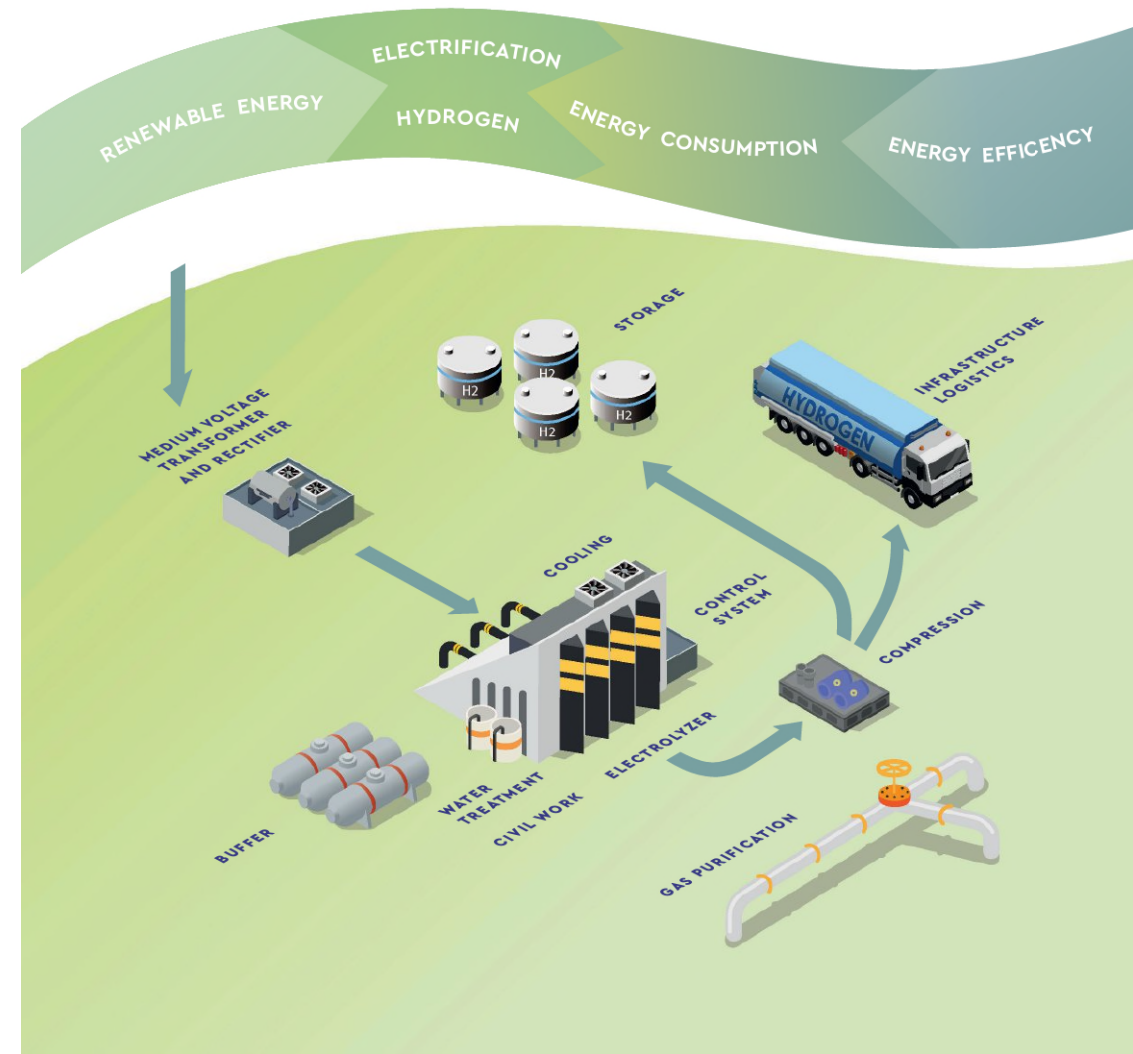 ELECTRIFICATION
RENEWABLE ENERGY
HYDROGEN
ENERGY CONSUMPTION
ENERGY EFFICENCY
STORAGE
INFRASTRUCTURE
LOGISTICS
H2
H2
H2
H2
HYDROGEN
MEDIUM VOLTAGE
TRANSFORMER
AND RECTIFIER
COOLING
CONTROL
SYSTEM
COMPRESSION
ELECTROLYZER
WATER
TREATMENT
CIVIL WORK
BUFFER
GAS PURIFICATION